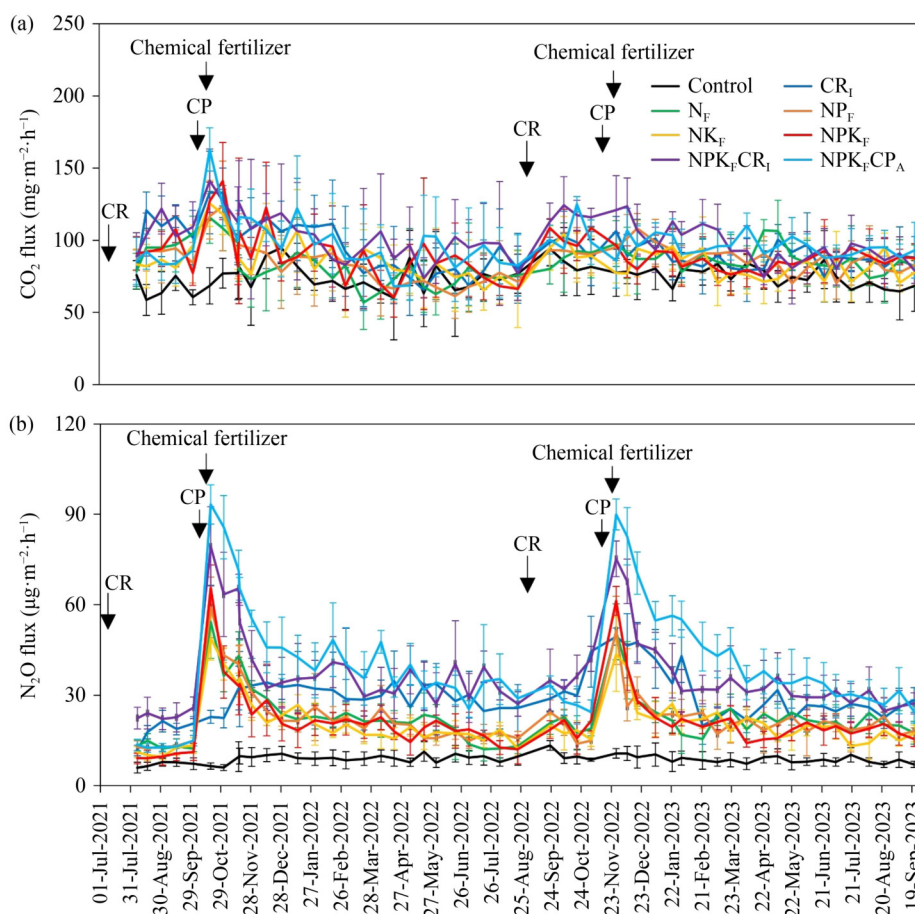 (a)
250
200
150
100
50
0
CO₂ flux (mg·m⁻²·h⁻¹)
Chemical fertilizer
CP
CR
Chemical fertilizer
CP
CR
Control
CR_I
N_F
NP_F
NK_F
NPK_F
NPK_FCR_I
NPK_FCP_A
(b)
120
90
60
30
0
N₂O flux (μg·m⁻²·h⁻¹)
Chemical fertilizer
CP
CR
Chemical fertilizer
CP
CR
01-Jul-2021
31-Jul-2021
30-Aug-2021
29-Sep-2021
29-Oct-2021
28-Nov-2021
28-Dec-2021
27-Jan-2022
26-Feb-2022
28-Mar-2022
27-Apr-2022
27-May-2022
26-Jun-2022
26-Jul-2022
25-Aug-2022
24-Sep-2022
24-Oct-2022
23-Nov-2022
23-Dec-2022
22-Jan-2023
21-Feb-2023
23-Mar-2023
22-Apr-2023
22-May-2023
21-Jun-2023
21-Jul-2023
20-Aug-2023
19-Sep-2023